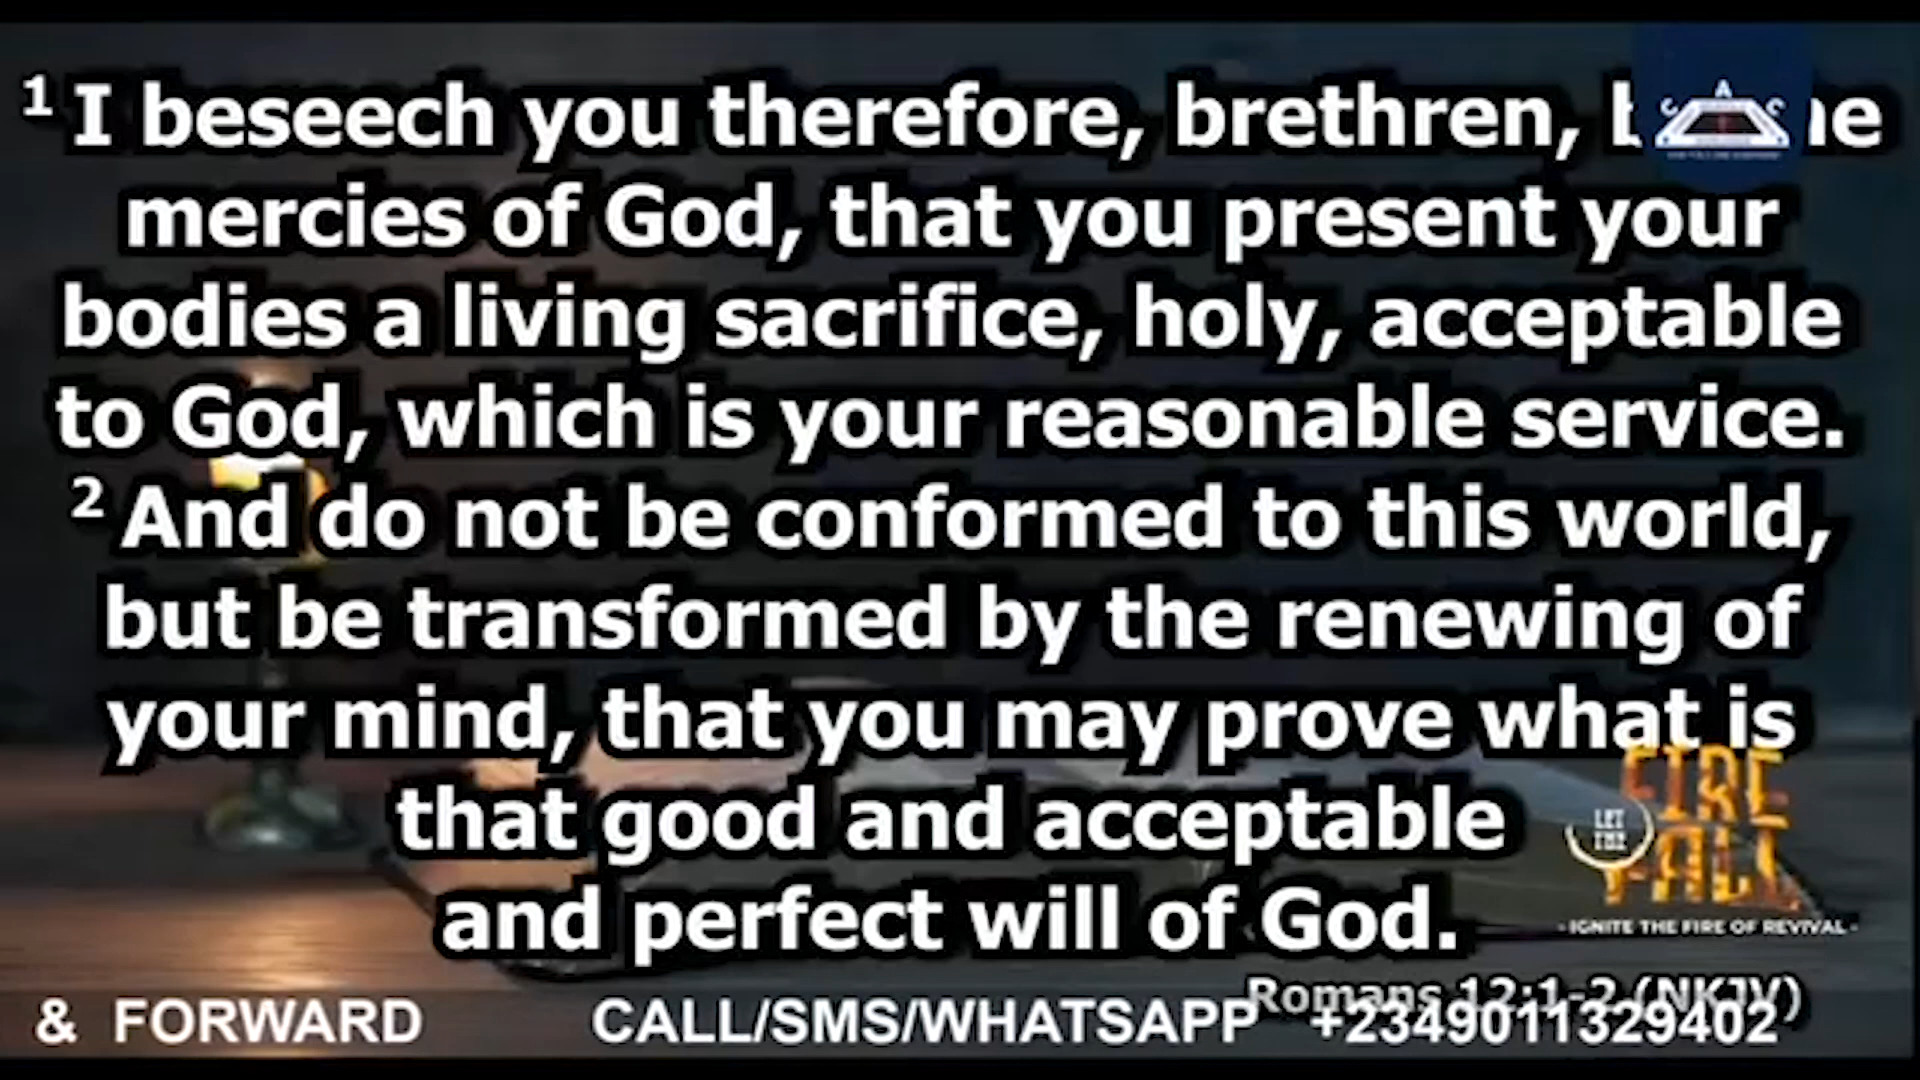 1 I beseech you therefore, brethren,
mercies of God, that you present your
bodies a living sacrifice, holy, acceptable
to God, which is your reasonable service.
2 And do not be conformed to this world,
but be transformed by the renewing of
your mind, that you may prove what is
that good and acceptable
and perfect will of God.
FIRE
LET THE
FALL
- IGNITE THE FIRE OF REVIVAL -
Romans 12:1-2 (NKJV)
& FORWARD CALL/SMS/WHATSAPP +2349011329402